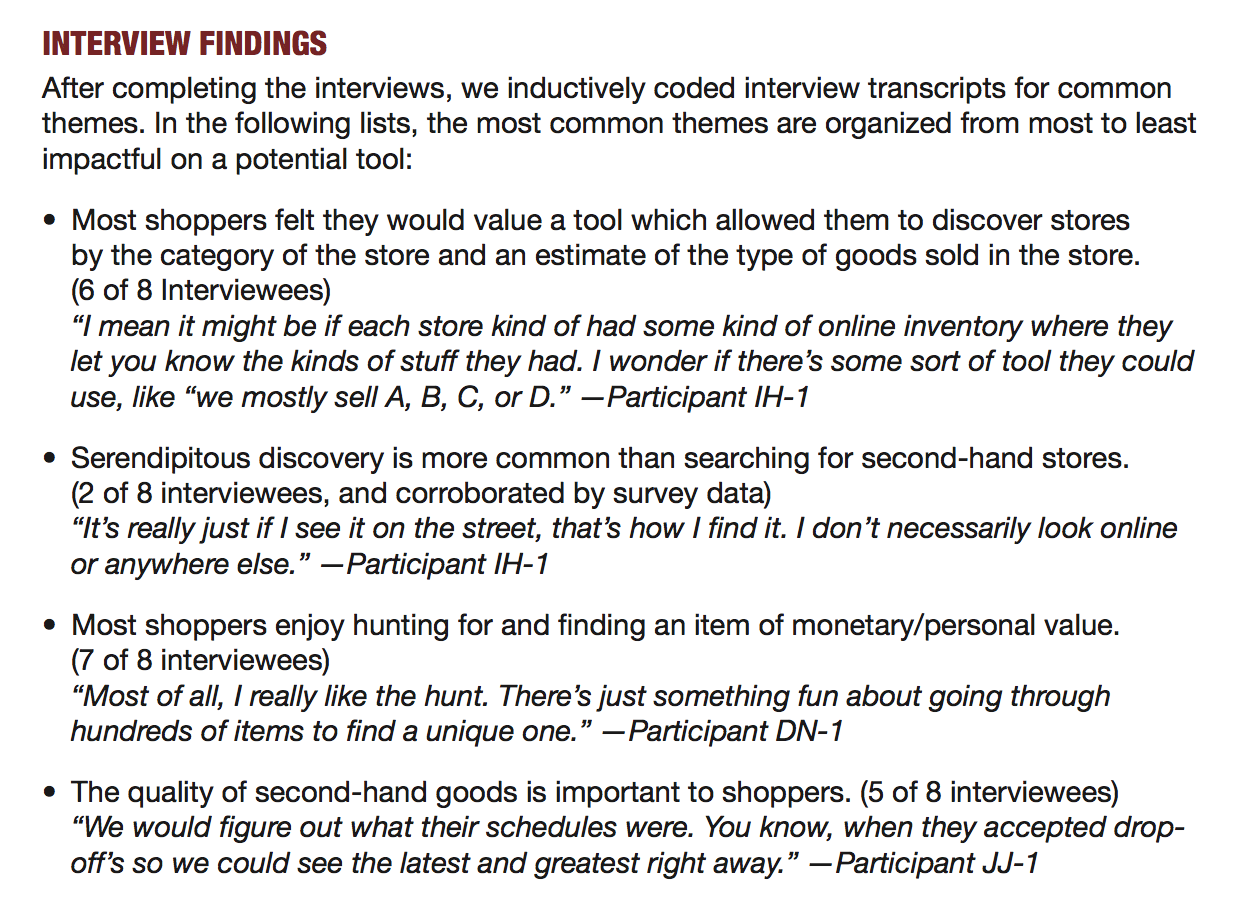 INTERVIEW FINDINGS
After completing the interviews, we inductively coded interview transcripts for common
themes. In the following lists, the most common themes are organized from most to least
impactful on a potential tool:
• Most shoppers felt they would value a tool which allowed them to discover stores
by the category of the store and an estimate of the type of goods sold in the store.
(6 of 8 Interviewees)
“I mean it might be if each store kind of had some kind of online inventory where they
let you know the kinds of stuff they had. I wonder if there’s some sort of tool they could
use, like “we mostly sell A, B, C, or D.” —Participant IH-1
• Serendipitous discovery is more common than searching for second-hand stores.
(2 of 8 interviewees, and corroborated by survey data)
“It’s really just if I see it on the street, that’s how I find it. I don’t necessarily look online
or anywhere else.” —Participant IH-1
• Most shoppers enjoy hunting for and finding an item of monetary/personal value.
(7 of 8 interviewees)
“Most of all, I really like the hunt. There’s just something fun about going through
hundreds of items to find a unique one.” —Participant DN-1
• The quality of second-hand goods is important to shoppers. (5 of 8 interviewees)
“We would figure out what their schedules were. You know, when they accepted drop-
off’s so we could see the latest and greatest right away.” —Participant JJ-1